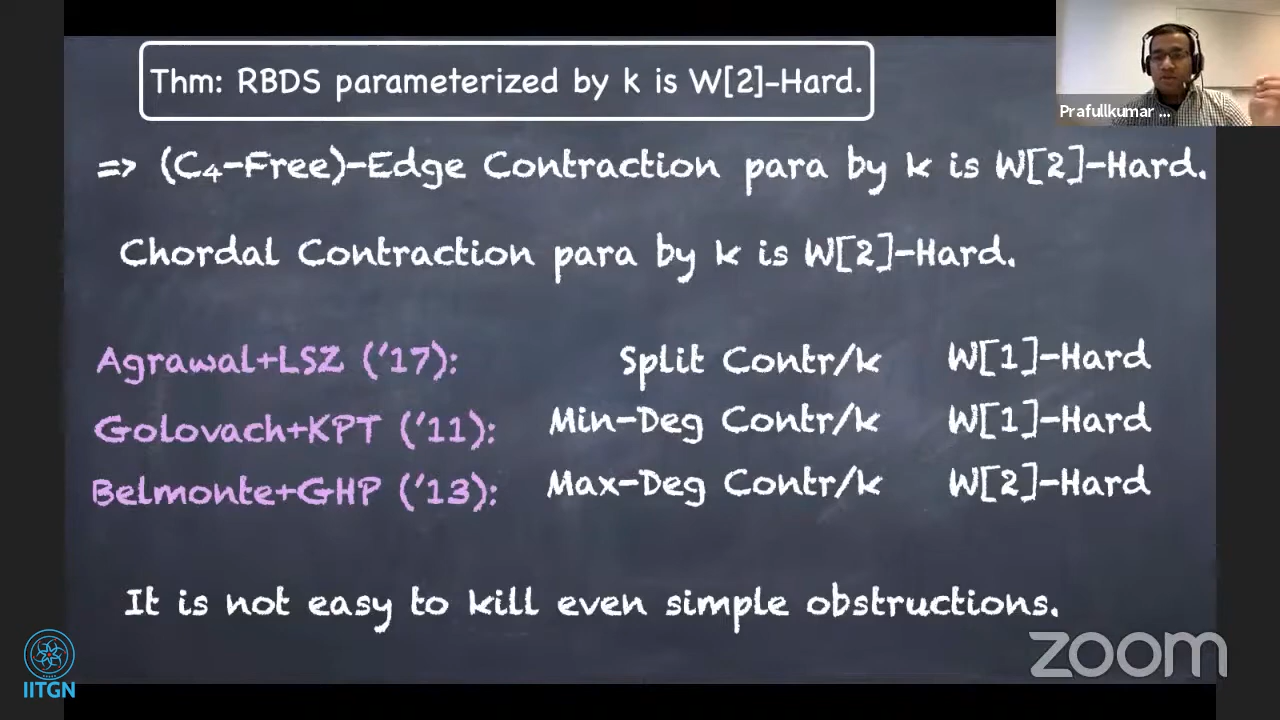 Thm: RBDS parameterized by k is W[2]-Hard.
=> (C₄-Free)-Edge Contraction para by k is W[2]-Hard.
Chordal Contraction para by k is W[2]-Hard.
Agrawal+LSZ ('17): Split Contr/k W[1]-Hard
Golovach+KPT ('11): Min-Deg Contr/k W[1]-Hard
Belmonte+GHP ('13): Max-Deg Contr/k W[2]-Hard
It is not easy to kill even simple obstructions.
Prafullkumar ...
zoom
IITGN